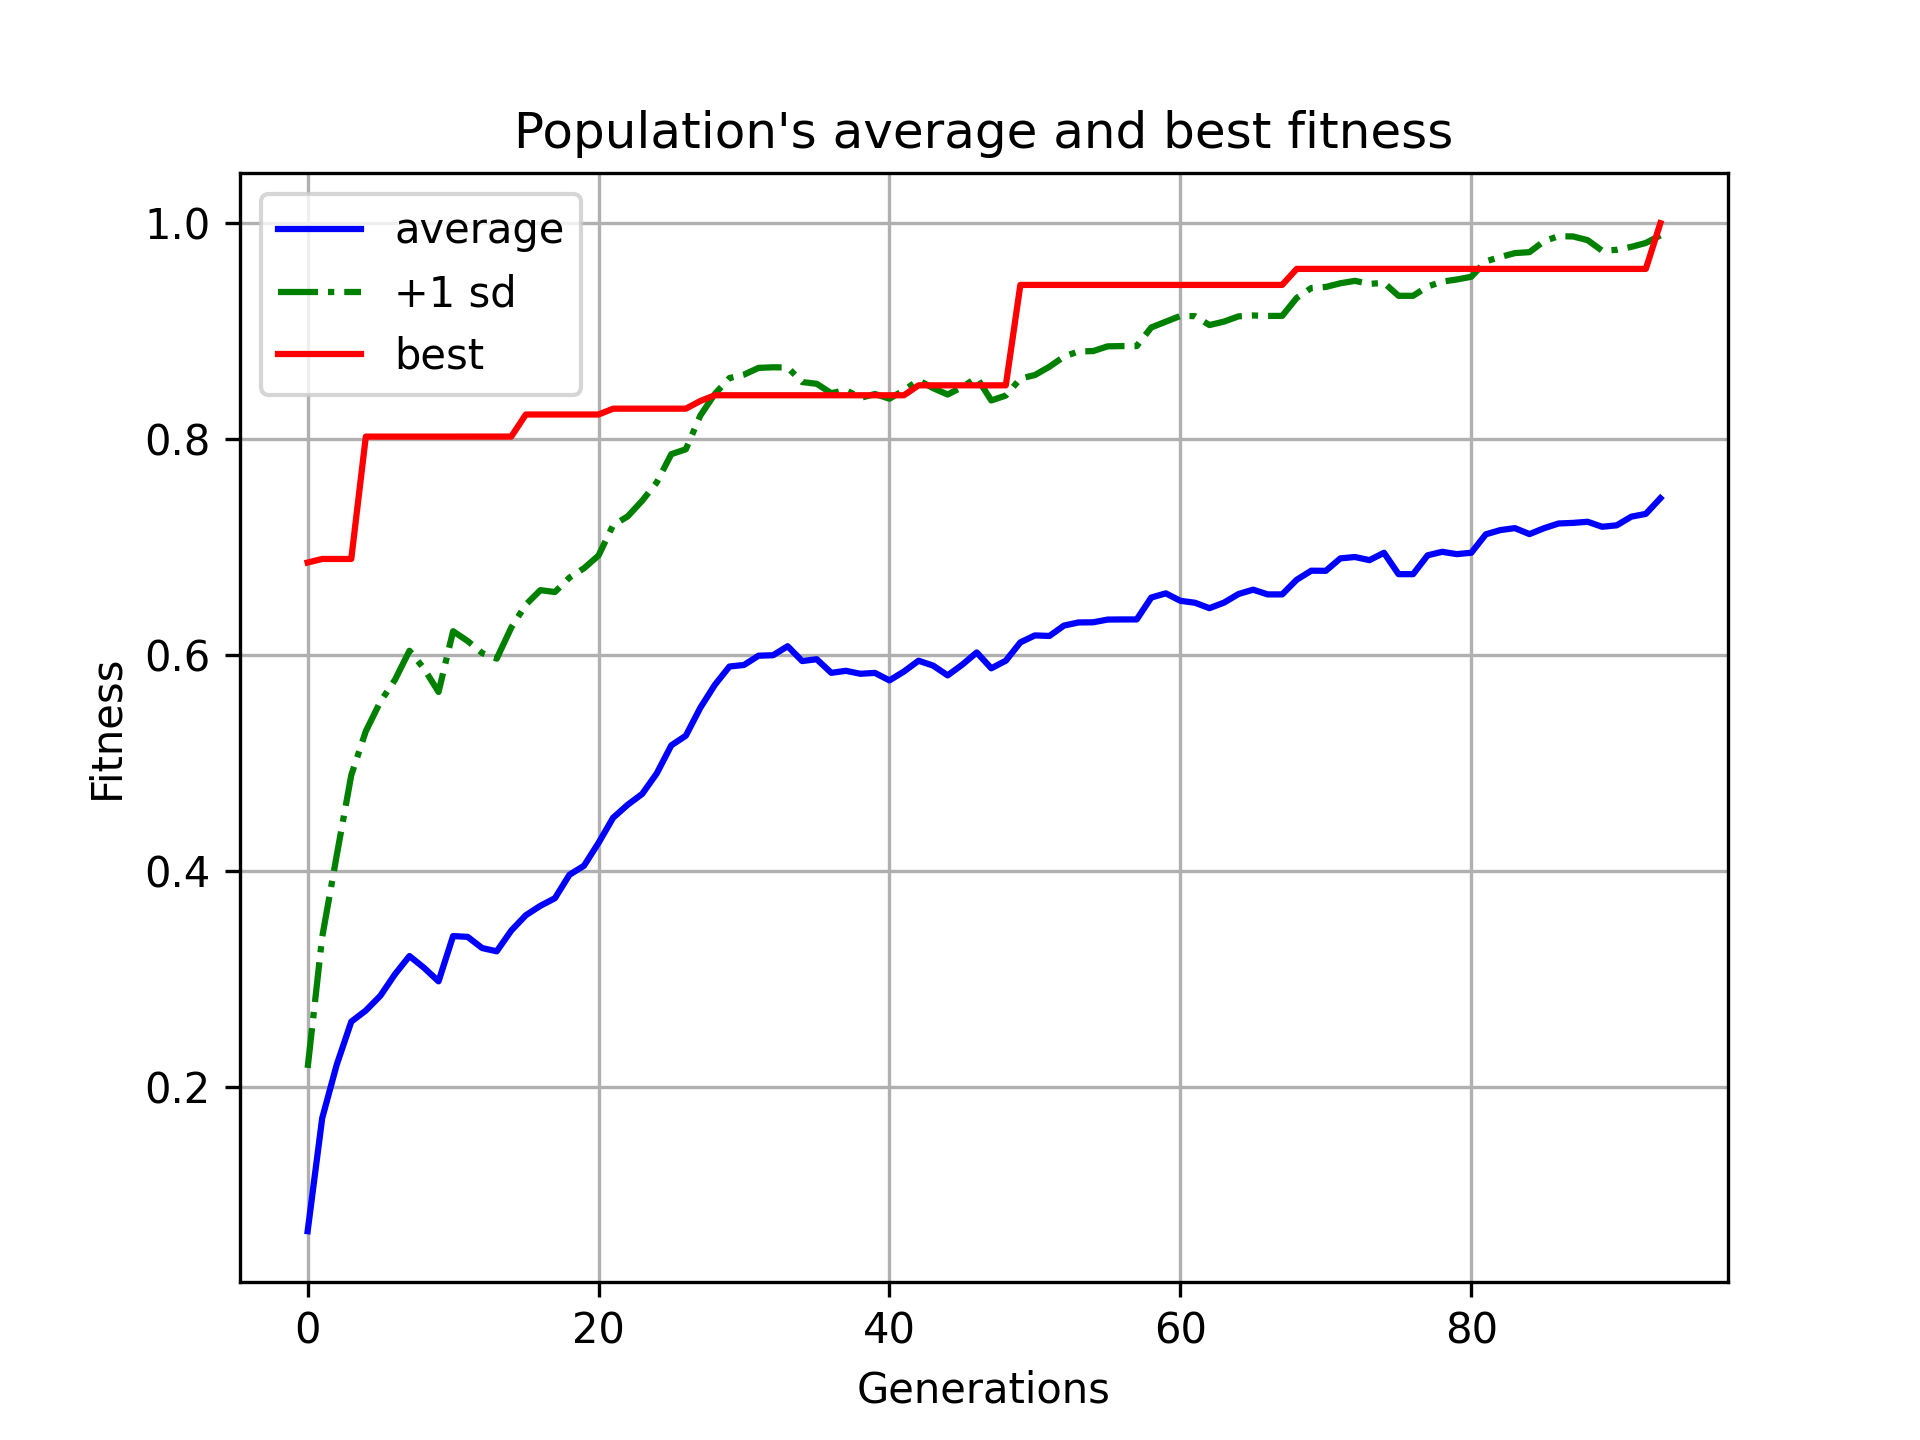 Population's average and best fitness
average
+1 sd
best
1.0
0.8
0.6
0.4
0.2
Fitness
0 20 40 60 80
Generations